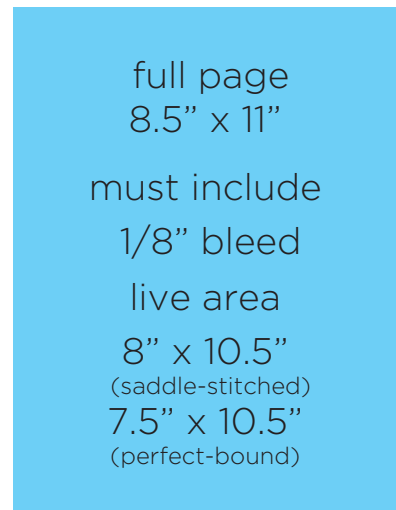 full page
8.5” x 11”
must include
1/8” bleed
live area
8” x 10.5”
(saddle-stitched)
7.5” x 10.5”
(perfect-bound)